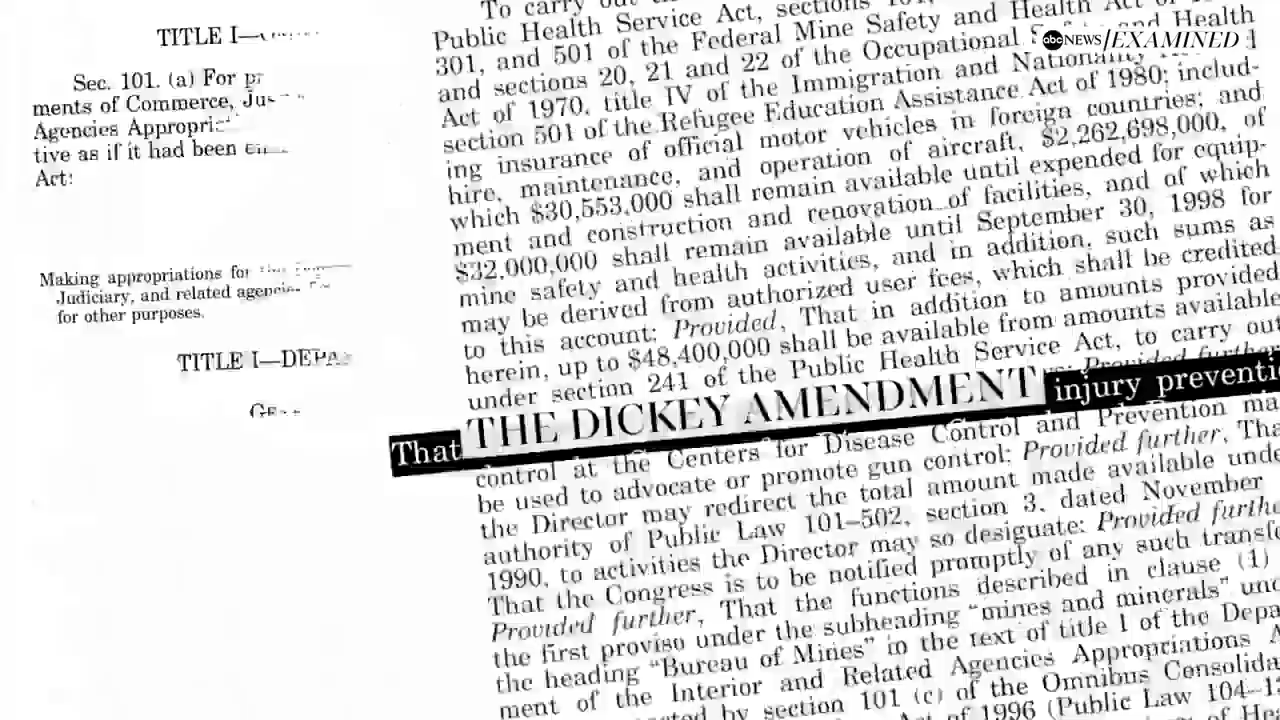 TITLE I—
Sec. 101. (a) For
ments of Commerce,
Agencies
tive as if it had been
Act:
Making appropriations for
Judiciary, and related agencies
for other purposes.
TITLE I—DEPA
To carry out
Public Health Service Act, sections
301, and 501 of the Federal Mine Safety and Health Act
and sections 20, 21 and 22 of the Occupational Safety and Health
Act of 1970, title IV of the Immigration and Nationality
section 501 of the Refugee Education Assistance Act of 1980; includ-
ing insurance of official motor vehicles in foreign countries; and
hire, maintenance, and operation of aircraft, $2,262,698,000, of
which $30,553,000 shall remain available until expended for equip-
ment and construction and renovation of facilities, and of which
$32,000,000 shall remain available until September 30, 1998 for
mine safety and health activities, and in addition, such sums as
may be derived from authorized user fees, which shall be credited
to this account: Provided, That in addition to amounts provided
herein, up to $48,400,000 shall be available from amounts available
under section 241 of the Public Health Service Act, to carry out
Provided further
That THE DICKEY AMENDMENT injury preventi
control at the Centers for Disease Control and Prevention ma
be used to advocate or promote gun control: Provided further, Tha
the Director may redirect the total amount made available unde
authority of Public Law 101–502, section 3, dated November
1990, to activities the Director may so designate: Provided furthe
That the Congress is to be notified promptly of any such transf
Provided further, That the functions described in clause (1)
the first proviso under the subheading "mines and minerals" und
the heading "Bureau of Mines" in the text of title I of the Depa
ment of the Interior and Related Agencies Appropriations A
by section 101 (c) of the Omnibus Consolida
Act of 1996 (Public Law 104–13
abc NEWS / EXAMINED